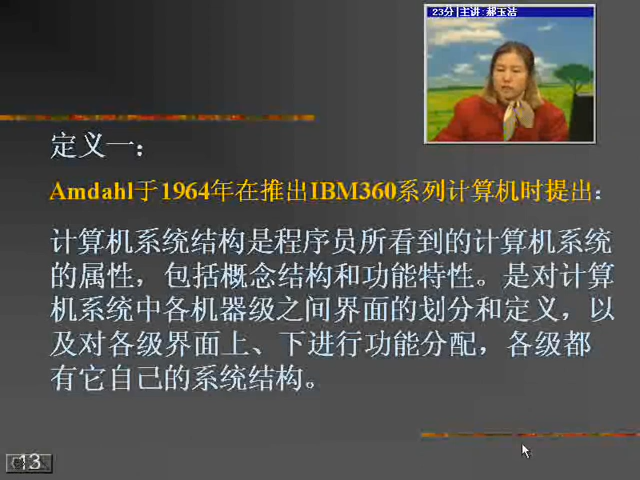 23分|主讲:郝玉洁
定义一：
Amdahl于1964年在推出IBM360系列计算机时提出：
计算机系统结构是程序员所看到的计算机系统
的属性，包括概念结构和功能特性。是对计算
机系统中各机器级之间界面的划分和定义，以
及对各级界面上、下进行功能分配，各级都
有它自己的系统结构。
13